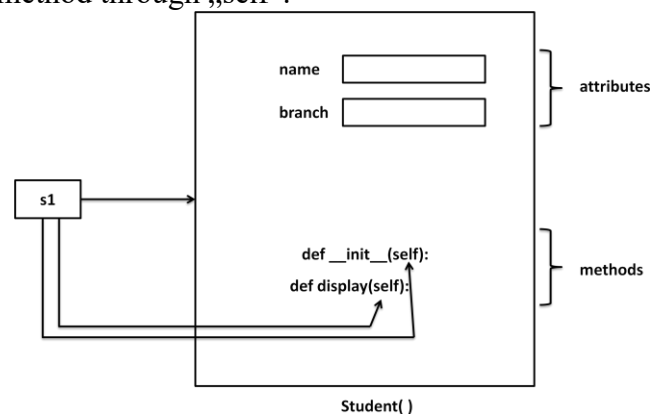 method through „self‟.
name
attributes
branch
s1
def __init__(self):
methods
def display(self):
Student( )